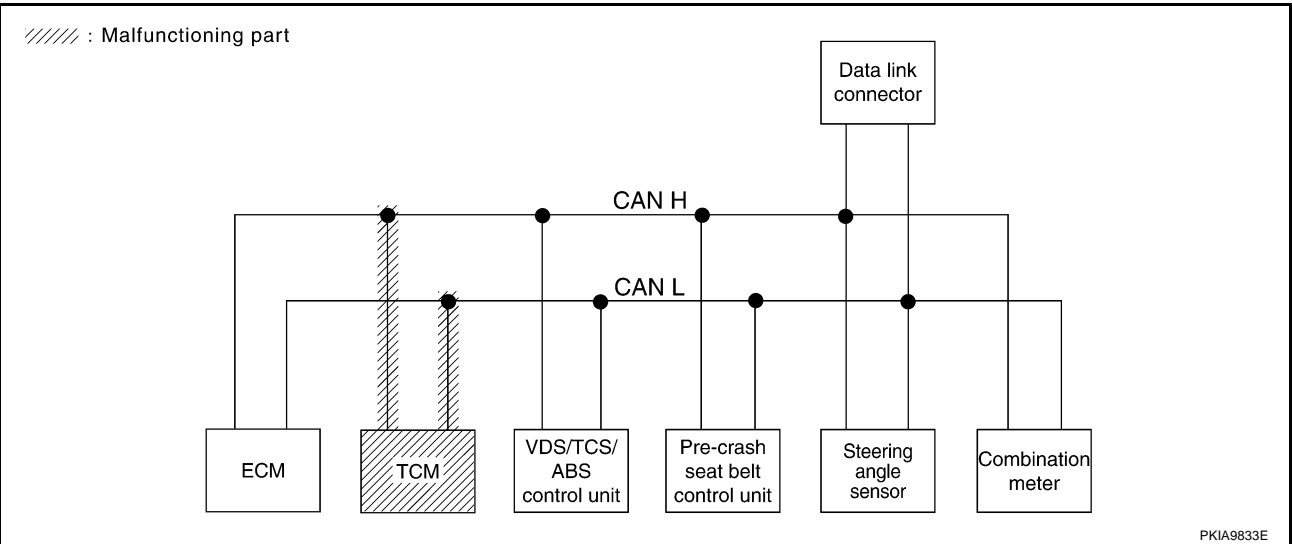 : Malfunctioning part
Data link
connector
CAN H
CAN L
ECM
TCM
VDS/TCS/
ABS
control unit
Pre-crash
seat belt
control unit
Steering
angle
sensor
Combination
meter
PKIA9833E